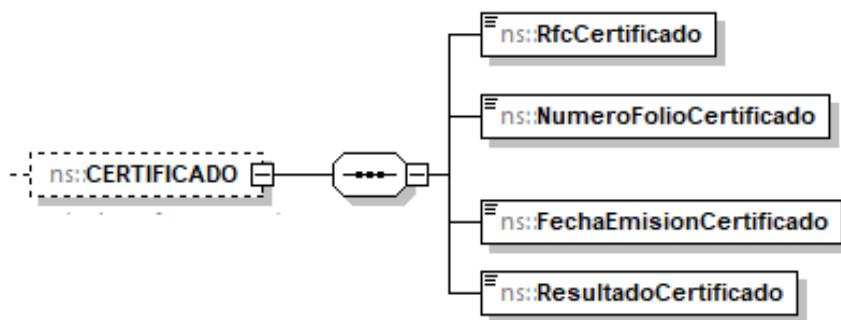 ns::RfcCertificado
ns::NumeroFolioCertificado
ns::CERTIFICADO
ns::FechaEmisionCertificado
ns::ResultadoCertificado